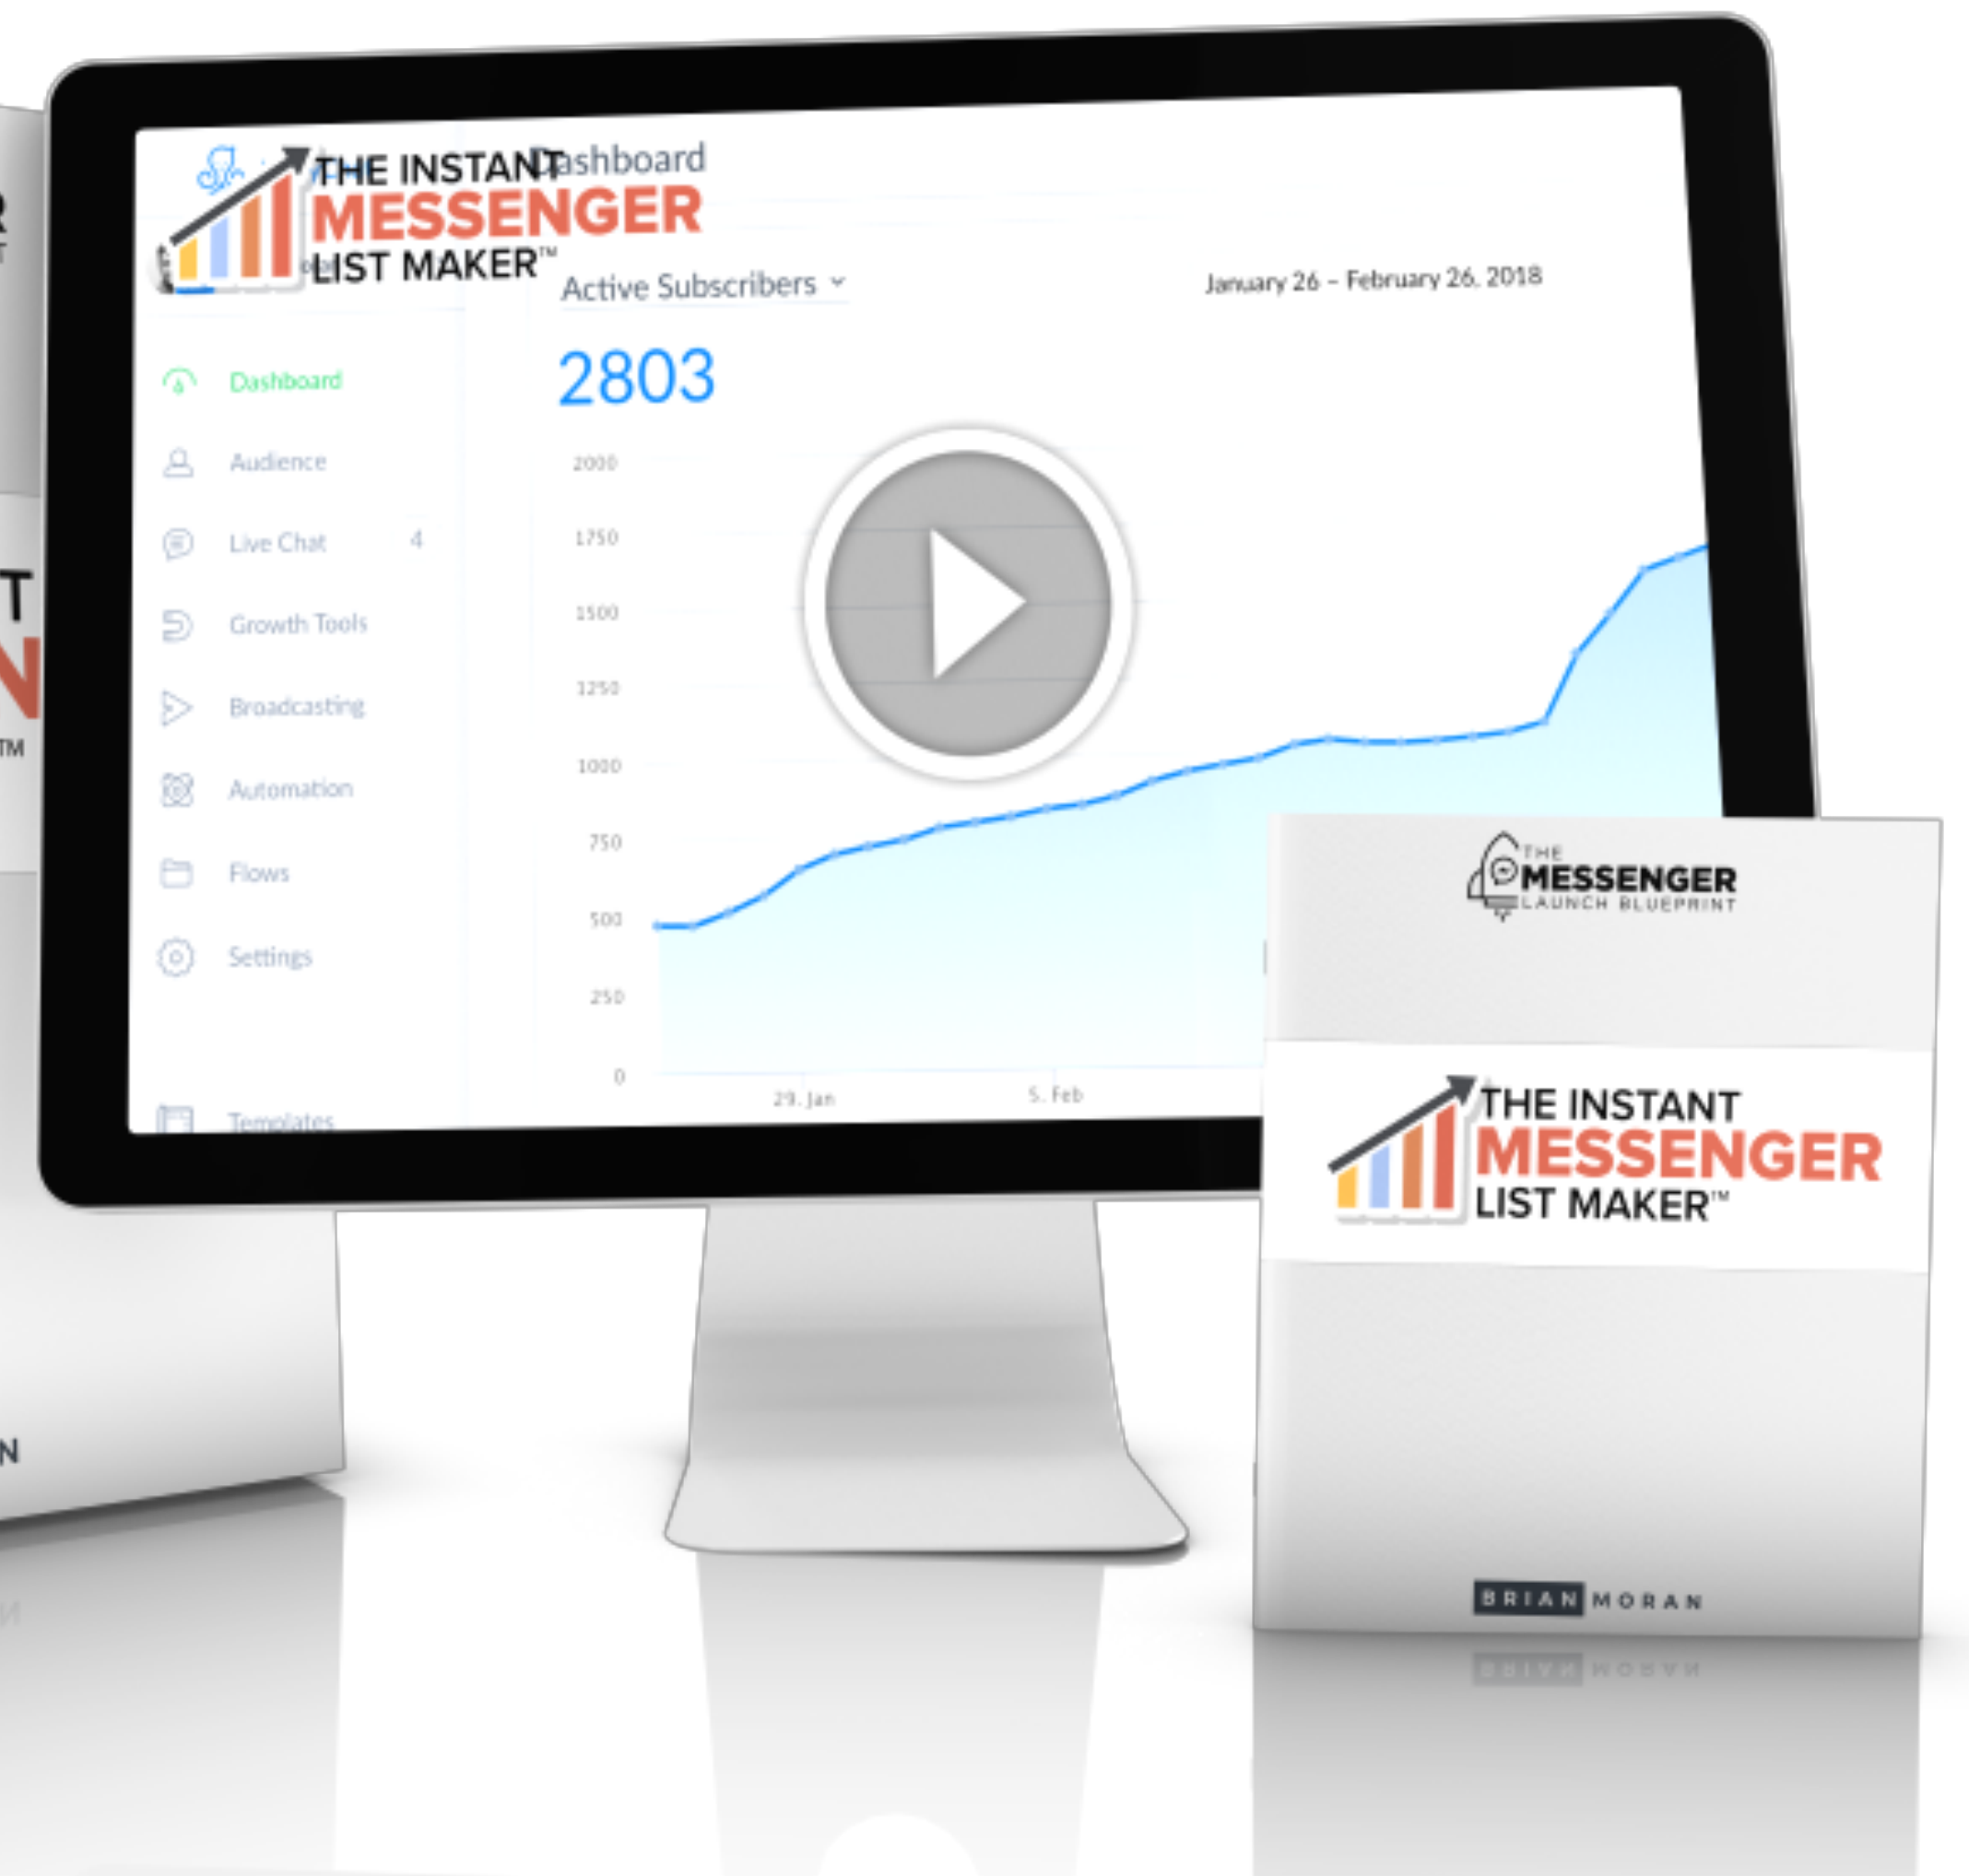 THE INSTANT
MESSENGER
LIST MAKER™
Dashboard
Active Subscribers
January 26 – February 26, 2018
2803
Dashboard
Audience
Live Chat 4
Growth Tools
Broadcasting
Automation
Flows
Settings
Templates
2000
1750
1500
1250
1000
750
500
250
0
29. Jan
5. Feb
T
N
TM
N
THE
MESSENGER
LAUNCH BLUEPRINT
THE INSTANT
MESSENGER
LIST MAKER™
BRIAN MORAN